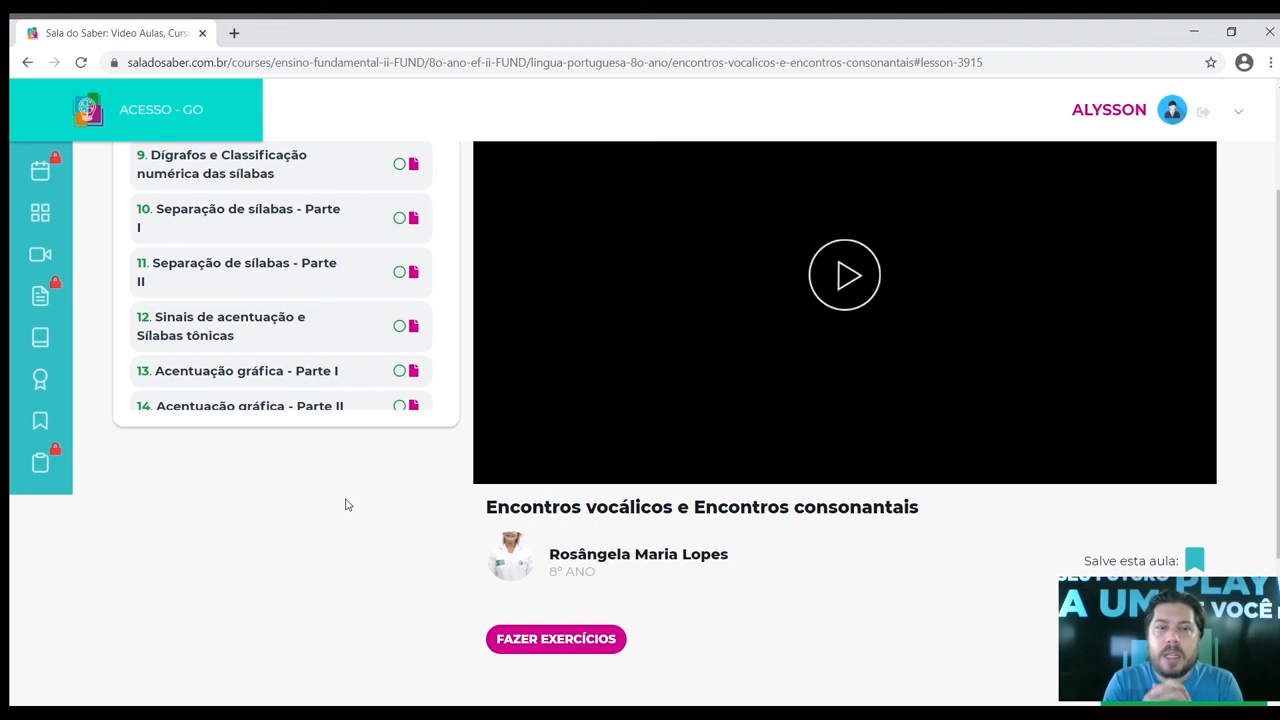 Sala do Saber: Video Aulas, Curs
saladosaber.com.br/courses/ensino-fundamental-ii-FUND/8o-ano-ef-ii-FUND/lingua-portuguesa-8o-ano/encontros-vocalicos-e-encontros-consonantais#lesson-3915
ACESSO - GO
ALYSSON
9. Dígrafos e Classificação
numérica das sílabas
10. Separação de sílabas - Parte
I
11. Separação de sílabas - Parte
II
12. Sinais de acentuação e
Sílabas tônicas
13. Acentuação gráfica - Parte I
14. Acentuação gráfica - Parte II
Encontros vocálicos e Encontros consonantais
Rosângela Maria Lopes
8º ANO
Salve esta aula:
FAZER EXERCÍCIOS
SEU FUTURO PLAY
A UM E VOCÊ